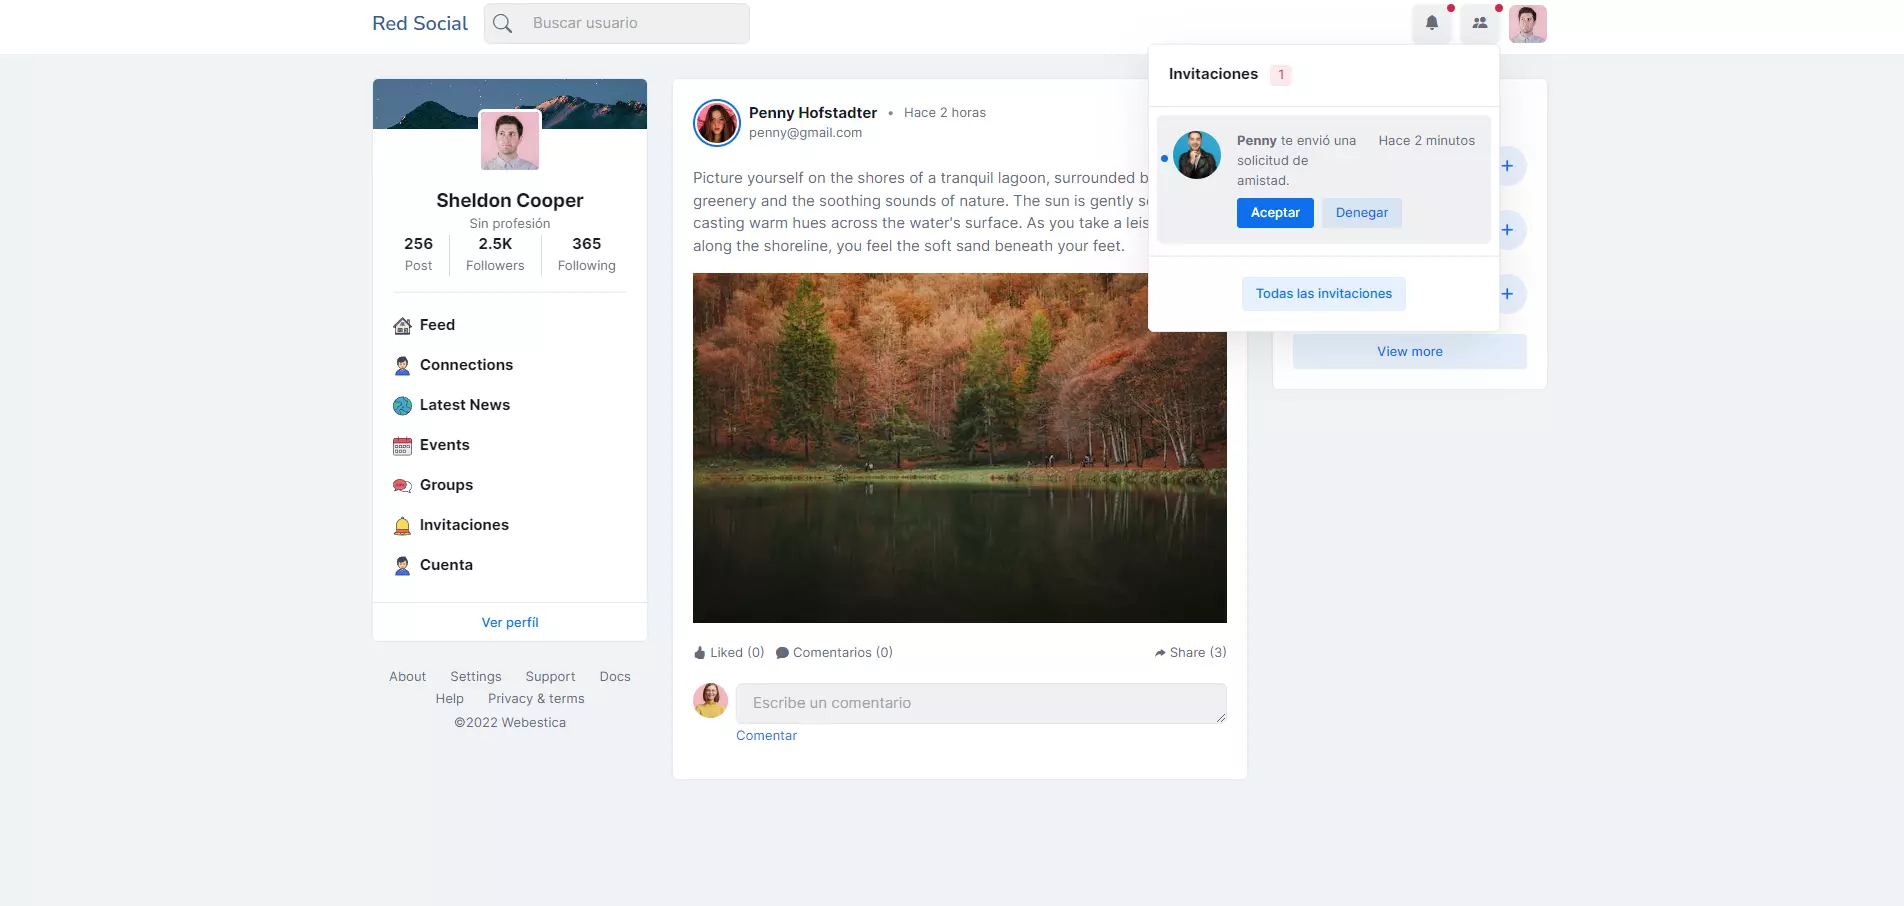 Red Social
Buscar usuario
Invitaciones 1
Penny te envió una
solicitud de
amistad.
Hace 2 minutos
Aceptar
Denegar
Todas las invitaciones
Sheldon Cooper
Sin profesión
256
Post
2.5K
Followers
365
Following
Feed
Connections
Latest News
Events
Groups
Invitaciones
Cuenta
Ver perfíl
About Settings Support Docs
Help Privacy & terms
©2022 Webestica
Penny Hofstadter • Hace 2 horas
penny@gmail.com
Picture yourself on the shores of a tranquil lagoon, surrounded b
greenery and the soothing sounds of nature. The sun is gently s
casting warm hues across the water's surface. As you take a leis
along the shoreline, you feel the soft sand beneath your feet.
Liked (0) Comentarios (0) Share (3)
Escribe un comentario
Comentar
+
+
+
View more